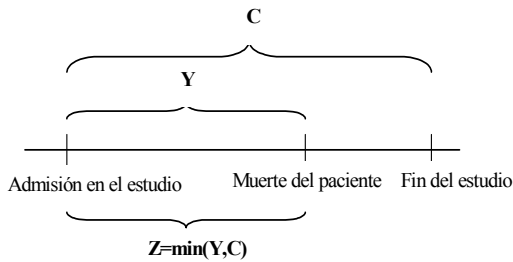 C
Y
Admisión en el estudio
Muerte del paciente
Fin del estudio
Z=min(Y,C)